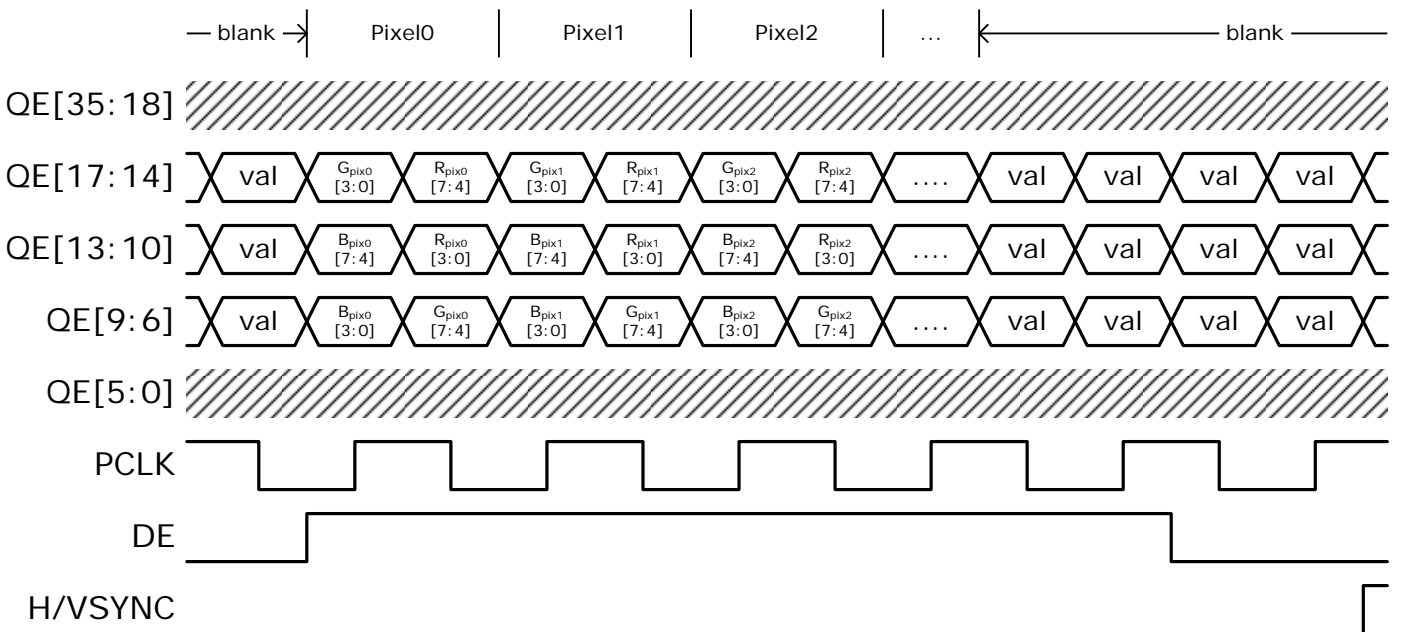 blank Pixel0 Pixel1 Pixel2 ... blank
QE[35:18]
QE[17:14] val Gpix0 [3:0] Rpix0 [7:4] Gpix1 [3:0] Rpix1 [7:4] Gpix2 [3:0] Rpix2 [7:4] .... val val val val
QE[13:10] val Bpix0 [7:4] Rpix0 [3:0] Bpix1 [7:4] Rpix1 [3:0] Bpix2 [7:4] Rpix2 [3:0] .... val val val val
QE[9:6] val Bpix0 [3:0] Gpix0 [7:4] Bpix1 [3:0] Gpix1 [7:4] Bpix2 [3:0] Gpix2 [7:4] .... val val val val
QE[5:0]
PCLK
DE
H/VSYNC